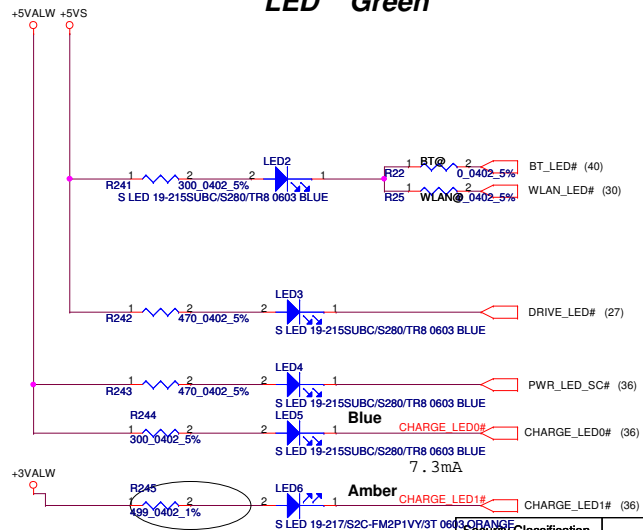 LED Green
+5VALW +5VS
LED2
1 2 2 1
R241 300_0402_5%
S LED 19-215SUBC/S280/TR8 0603 BLUE
1 BT@ 2
R22 0_0402_5%
BT_LED# (40)
1 2
R25 WLAN@ 0402_5%
WLAN_LED# (30)
LED3
1 2 2 1
R242 470_0402_5%
S LED 19-215SUBC/S280/TR8 0603 BLUE
DRIVE_LED# (27)
LED4
1 2 2 1
R243 470_0402_5%
S LED 19-215SUBC/S280/TR8 0603 BLUE
PWR_LED_SC# (36)
R244
LED5
Blue
1 2 2 1
300_0402_5%
CHARGE_LED0#
CHARGE_LED0# (36)
S LED 19-215SUBC/S280/TR8 0603 BLUE
7.3mA
+3VALW
R245
LED6
Amber
1 2 2 1
499_0402_1%
CHARGE_LED1#
CHARGE_LED1# (36)
S LED 19-217/S2C-FM2P1VY/3T 0603 ORANGE